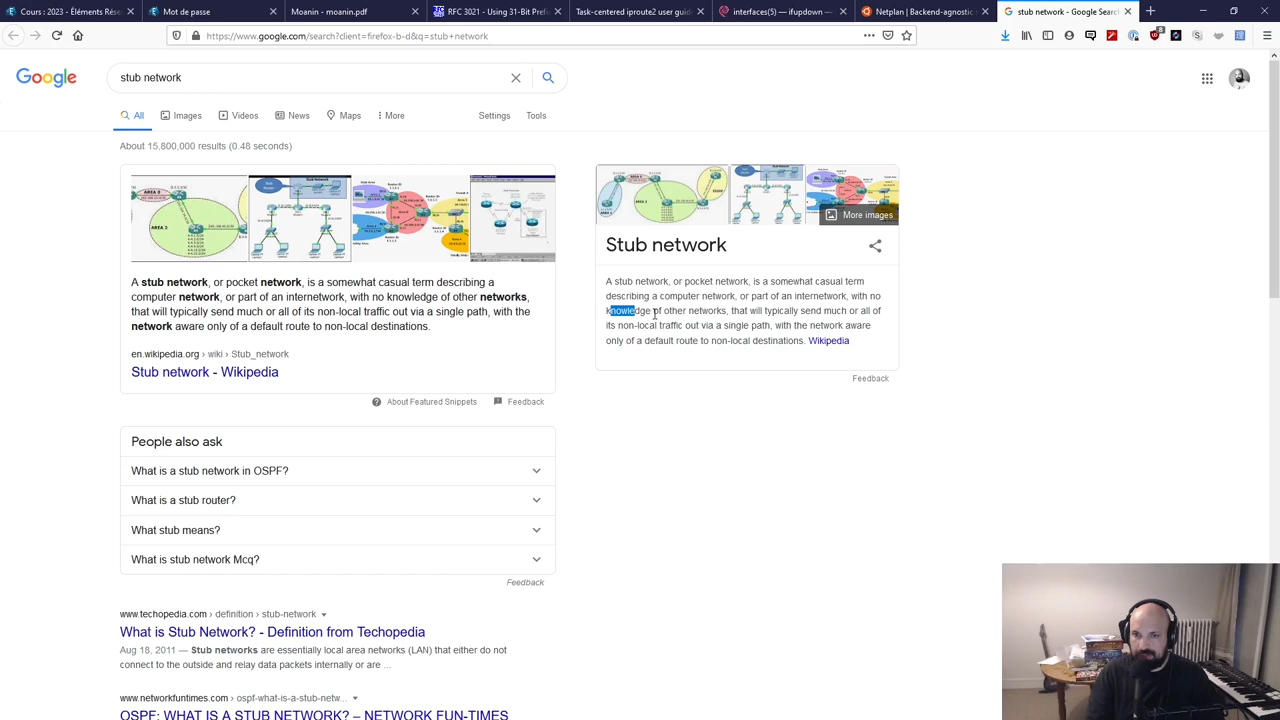 Cours : 2023 - Éléments Rése
Mot de passe
Moanin - moanin.pdf
RFC 3021 - Using 31-Bit Prefi
Task-centered iproute2 user guid
interfaces(5) — ifupdown —
Netplan | Backend-agnostic
stub network - Google Sear
https://www.google.com/search?client=firefox-b-d&q=stub+network
Google
stub network
All
Images
Videos
News
Maps
More
Settings
Tools
About 15,800,000 results (0.48 seconds)
A stub network, or pocket network, is a somewhat casual term describing a
computer network, or part of an internetwork, with no knowledge of other networks,
that will typically send much or all of its non-local traffic out via a single path, with the
network aware only of a default route to non-local destinations.
en.wikipedia.org › wiki › Stub_network
Stub network - Wikipedia
About Featured Snippets
Feedback
People also ask
What is a stub network in OSPF?
What is a stub router?
What stub means?
What is stub network Mcq?
Feedback
www.techopedia.com › definition › stub-network
What is Stub Network? - Definition from Techopedia
Aug 18, 2011 — Stub networks are essentially local area networks (LAN) that either do not
connect to the outside and relay data packets internally or are ...
www.networkfuntimes.com › ospf-what-is-a-stub-netw...
OSPF: WHAT IS A STUB NETWORK? – NETWORK FUN-TIMES
More images
Stub network
A stub network, or pocket network, is a somewhat casual term
describing a computer network, or part of an internetwork, with no
knowledge of other networks, that will typically send much or all of
its non-local traffic out via a single path, with the network aware
only of a default route to non-local destinations. Wikipedia
Feedback